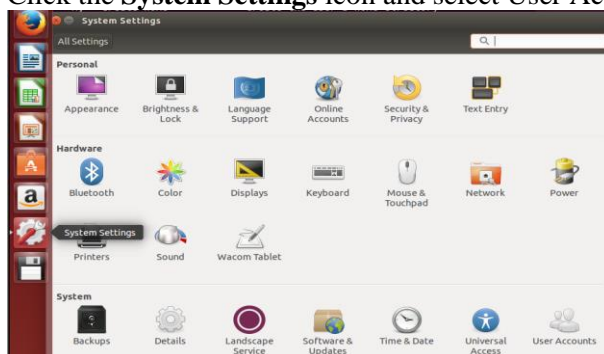 Click the System Settings icon and select User Ac
System Settings
All Settings
Personal
Appearance
Brightness &
Lock
Language
Support
Online
Accounts
Security &
Privacy
Text Entry
Hardware
Bluetooth
Color
Displays
Keyboard
Mouse &
Touchpad
Network
Power
System Settings
Printers
Sound
Wacom Tablet
System
Backups
Details
Landscape
Service
Software &
Updates
Time & Date
Universal
Access
User Accounts